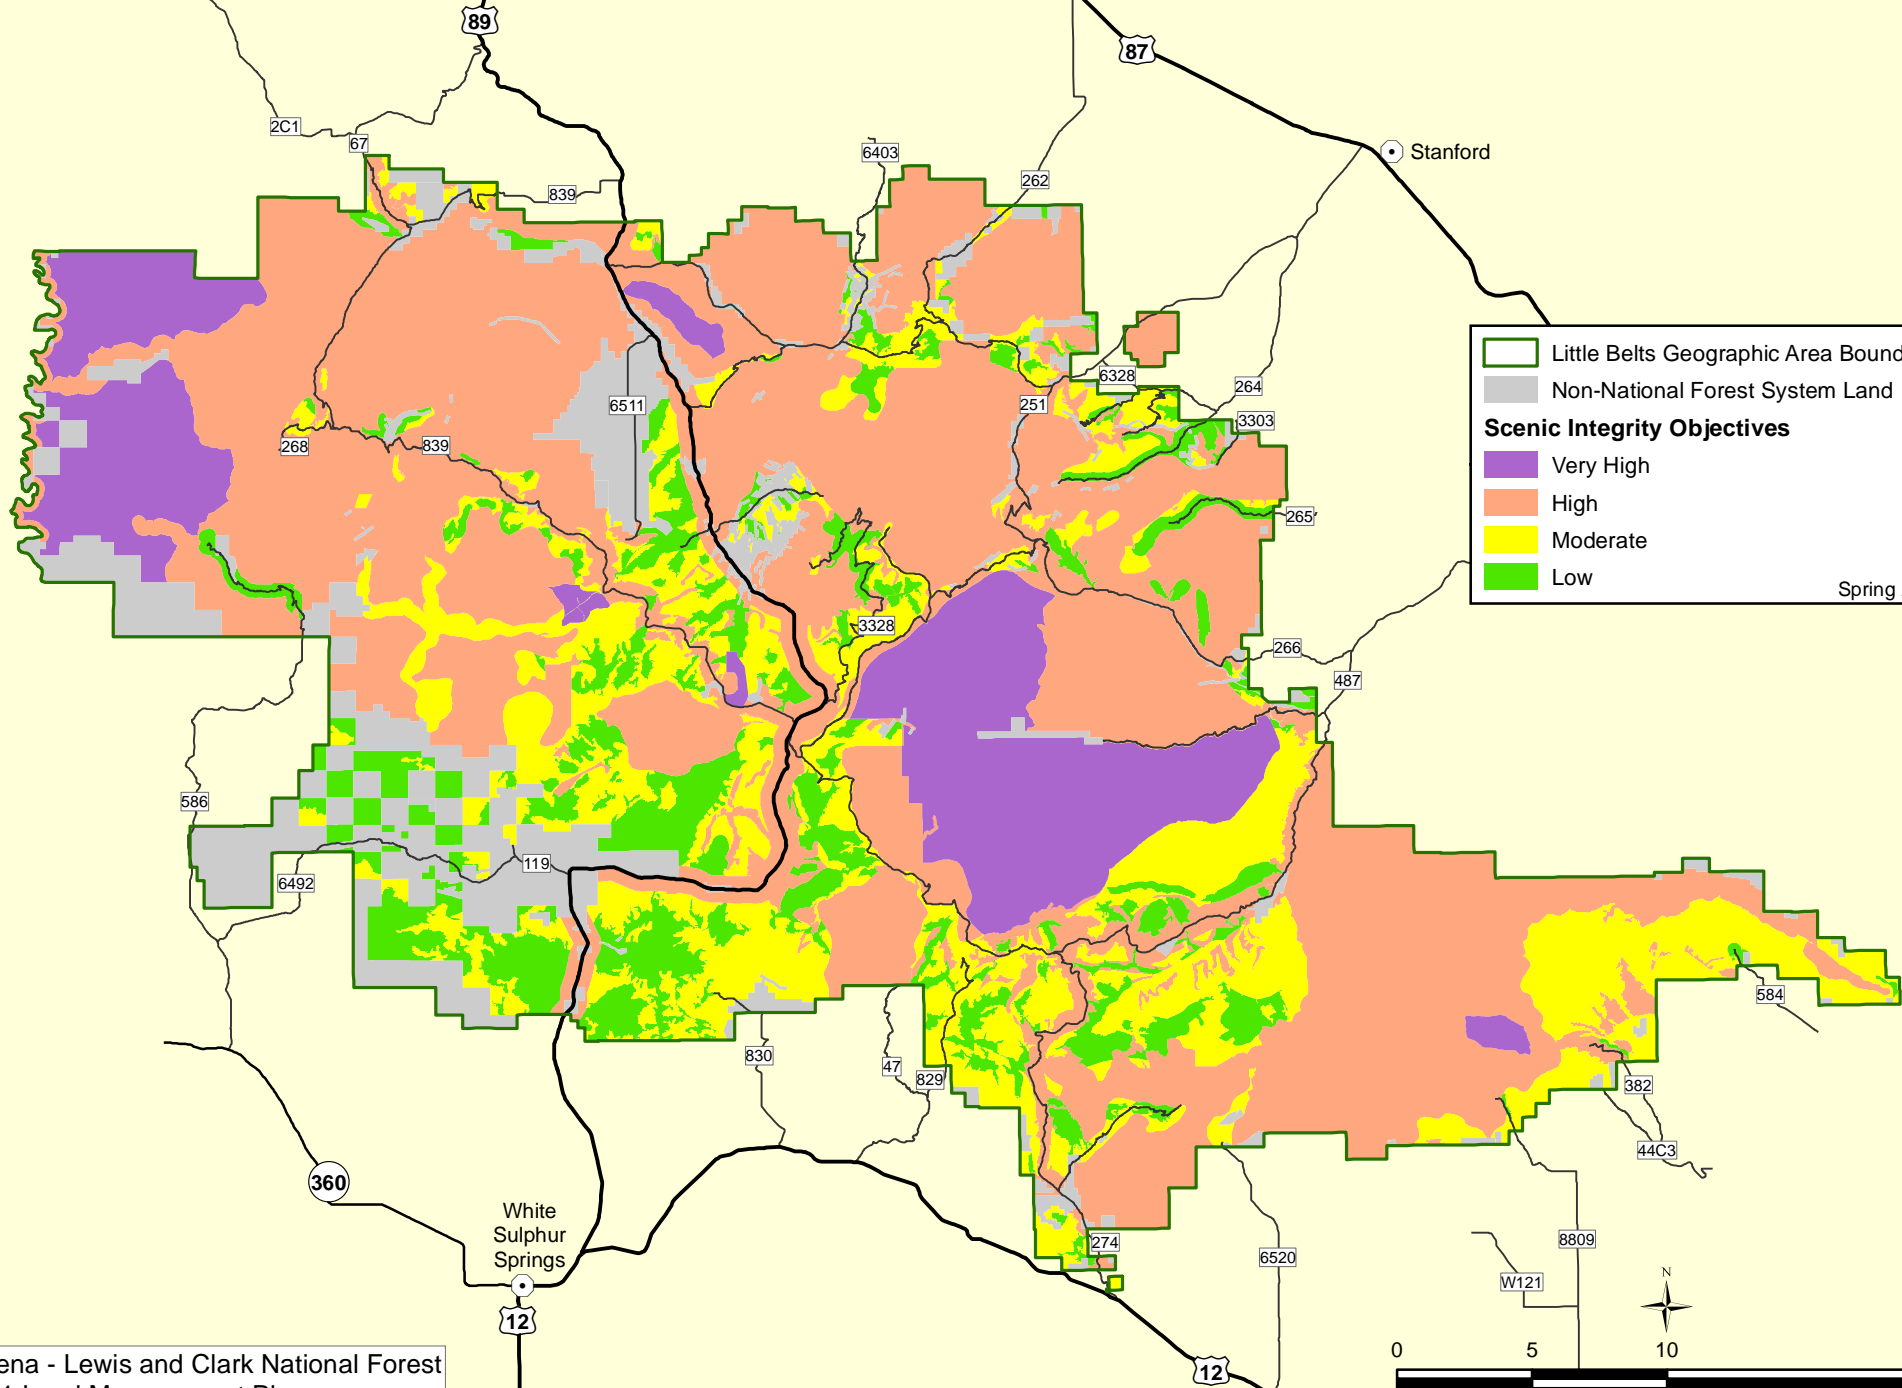 89
87
2C1
67
6403
Stanford
262
839
6328
264
251
3303
6511
268
839
265
3328
266
487
586
119
6492
584
830
47
829
382
44C3
360
White
Sulphur
Springs
274
6520
8809
W121
12
12
Little Belts Geographic Area Bound
Non-National Forest System Land
Scenic Integrity Objectives
Very High
High
Moderate
Low
Spring
N
0 5 10
ena - Lewis and Clark National Forest